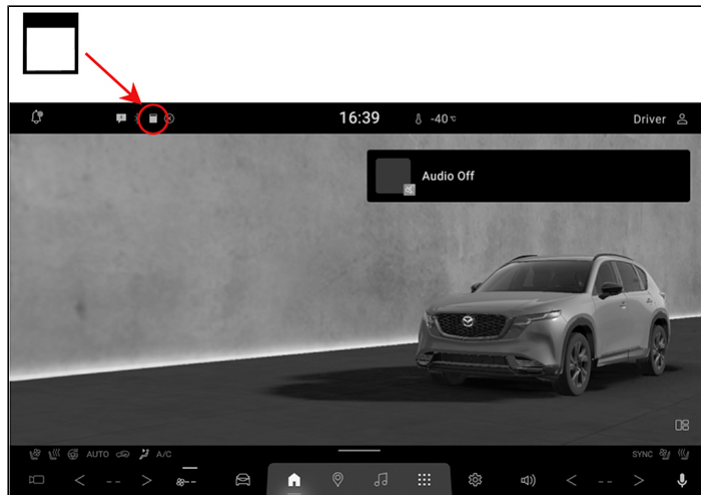 16:39 -40 °C Driver
Audio Off
AUTO A/C SYNC
-- -- --